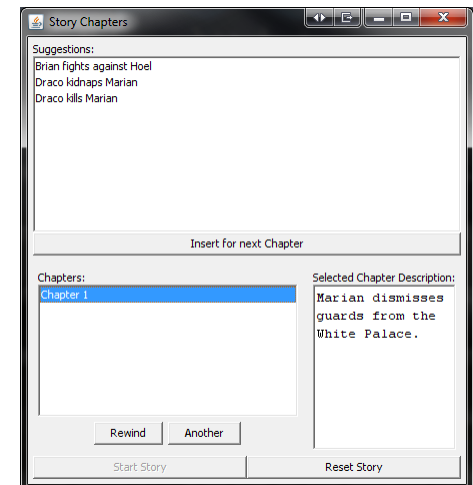 Story Chapters
Suggestions:
Brian fights against Hoel
Draco kidnaps Marian
Draco kills Marian
Insert for next Chapter
Chapters:
Chapter 1
Selected Chapter Description:
Marian dismisses
guards from the
White Palace.
Rewind
Another
Start Story
Reset Story